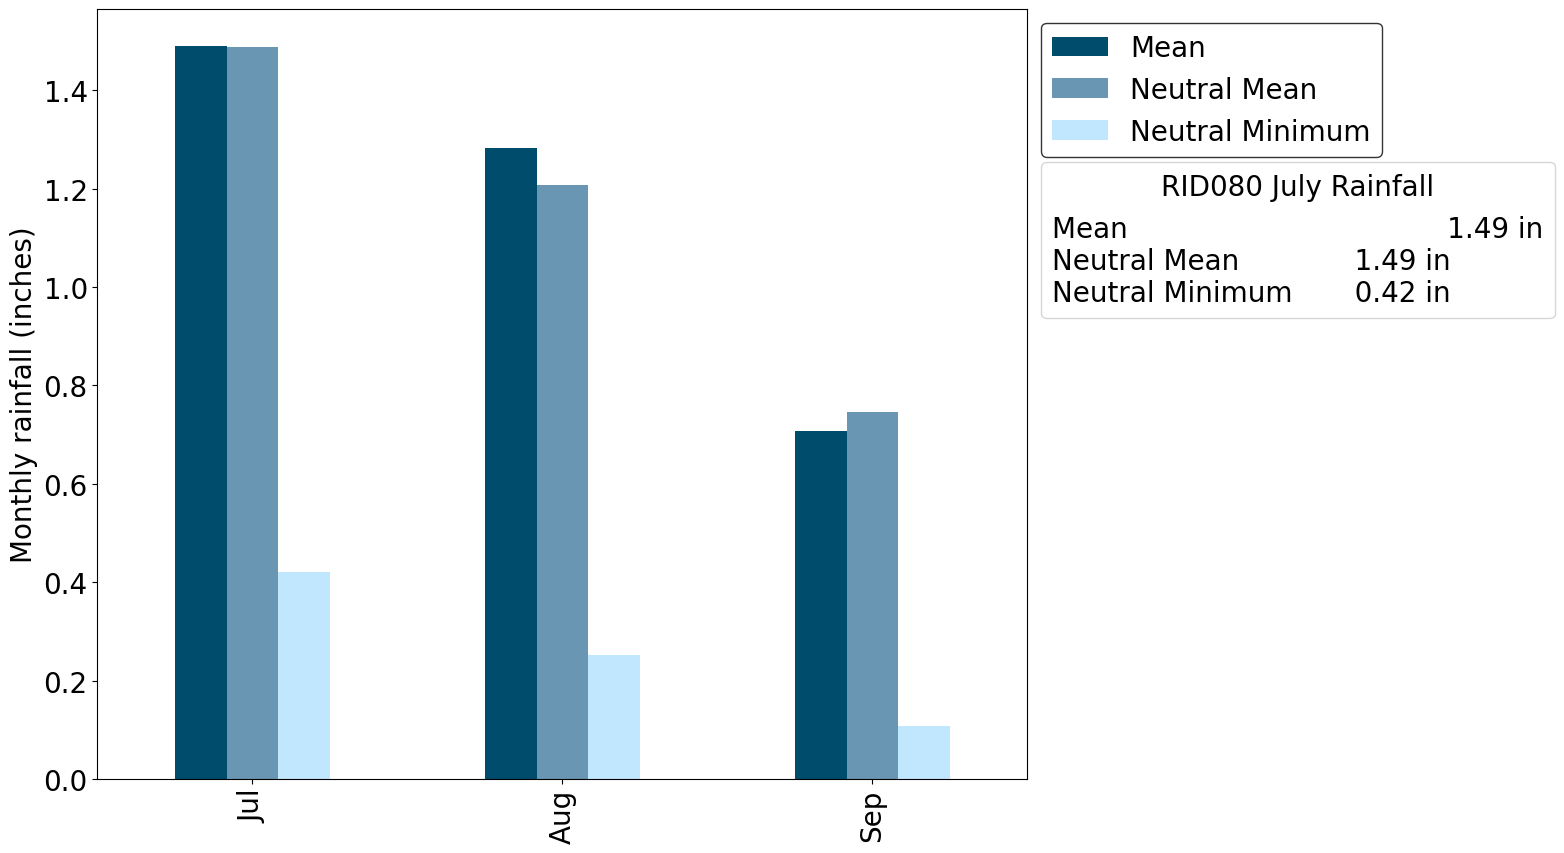 Mean
Neutral Mean
Neutral Minimum
RID080 July Rainfall
Mean 1.49 in
Neutral Mean 1.49 in
Neutral Minimum 0.42 in
Monthly rainfall (inches)
1.4
1.2
1.0
0.8
0.6
0.4
0.2
0.0
Jul
Aug
Sep